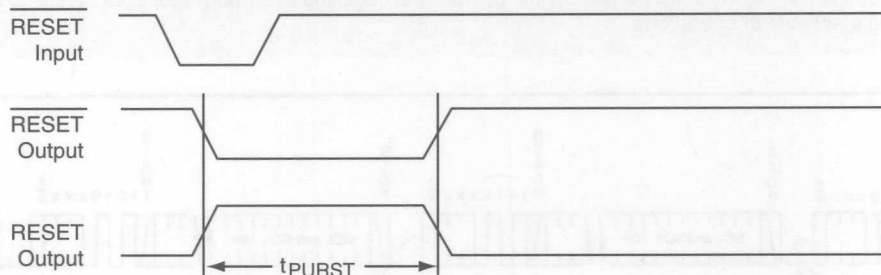 RESET
Input
RESET
Output
RESET
Output
tPURST